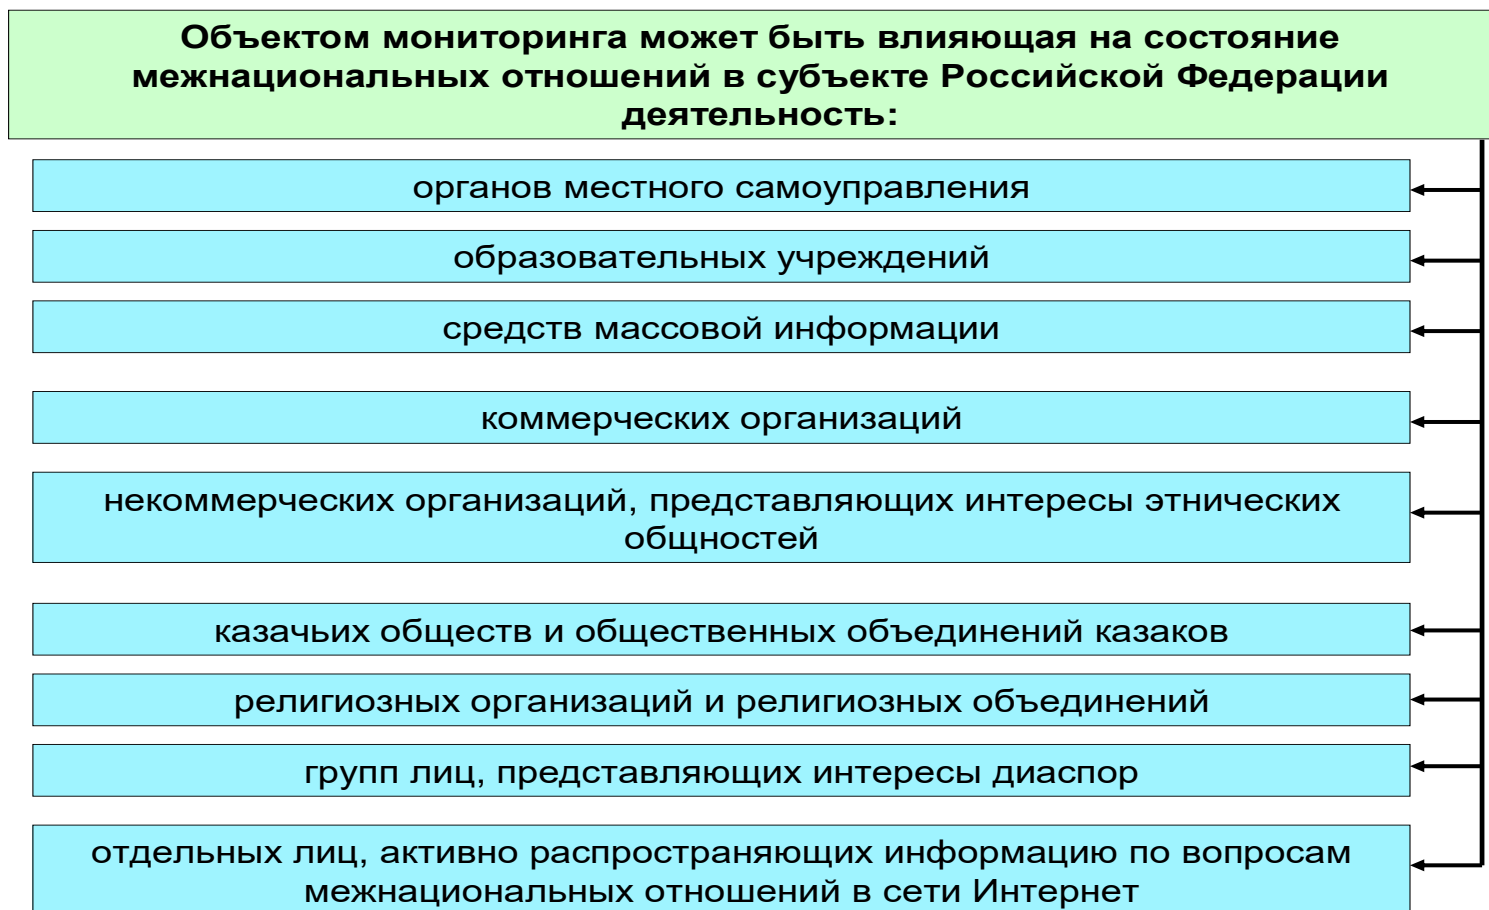 Объектом мониторинга может быть влияющая на состояние
межнациональных отношений в субъекте Российской Федерации
деятельность:
органов местного самоуправления
образовательных учреждений
средств массовой информации
коммерческих организаций
некоммерческих организаций, представляющих интересы этнических
общностей
казачьих обществ и общественных объединений казаков
религиозных организаций и религиозных объединений
групп лиц, представляющих интересы диаспор
отдельных лиц, активно распространяющих информацию по вопросам
межнациональных отношений в сети Интернет